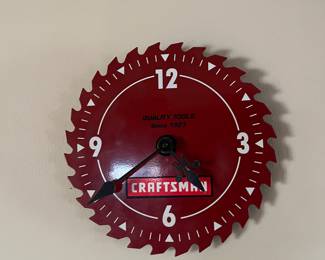 12
QUALITY TOOLS
Since 1927
9
3
CRAFTSMAN
6